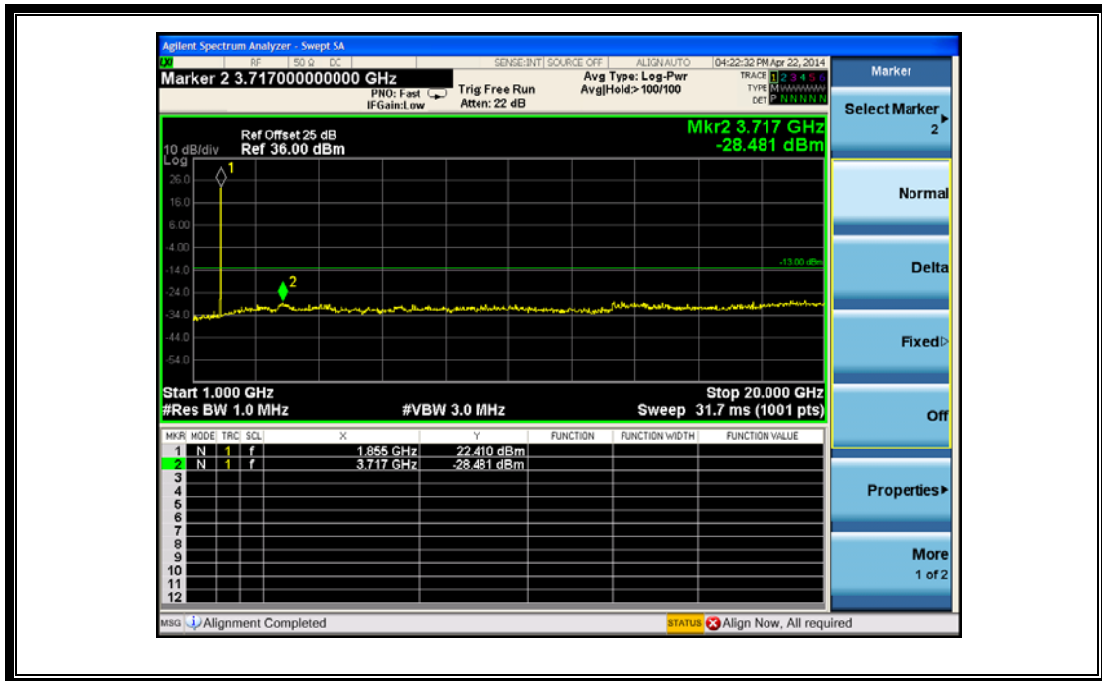 Agilent Spectrum Analyzer - Swept SA
RF 50 Ω DC SENSE:INT SOURCE OFF ALIGN AUTO 04:22:32 PM Apr 22, 2014
Marker 2 3.717000000000 GHz
PNO: Fast
IFGain:Low
Trig: Free Run
Atten: 22 dB
Avg Type: Log-Pwr
Avg|Hold:>100/100
TRACE 1 2 3 4 5 6
TYPE M
DET P N N N N N
Ref Offset 25 dB
10 dB/div Ref 36.00 dBm
Log
Mkr2 3.717 GHz
-28.481 dBm
1
26.0
16.0
6.00
-4.00
-13.00 dBm
-14.0
2
-24.0
-34.0
-44.0
-54.0
Start 1.000 GHz Stop 20.000 GHz
#Res BW 1.0 MHz #VBW 3.0 MHz Sweep 31.7 ms (1001 pts)
MKR MODE TRC SCL X Y FUNCTION FUNCTION WIDTH FUNCTION VALUE
1 N 1 f 1.855 GHz 22.410 dBm
2 N 1 f 3.717 GHz -28.481 dBm
3
4
5
6
7
8
9
10
11
12
MSG Alignment Completed STATUS Align Now, All required
Marker
Select Marker
2
Normal
Delta
Fixed
Off
Properties
More
1 of 2